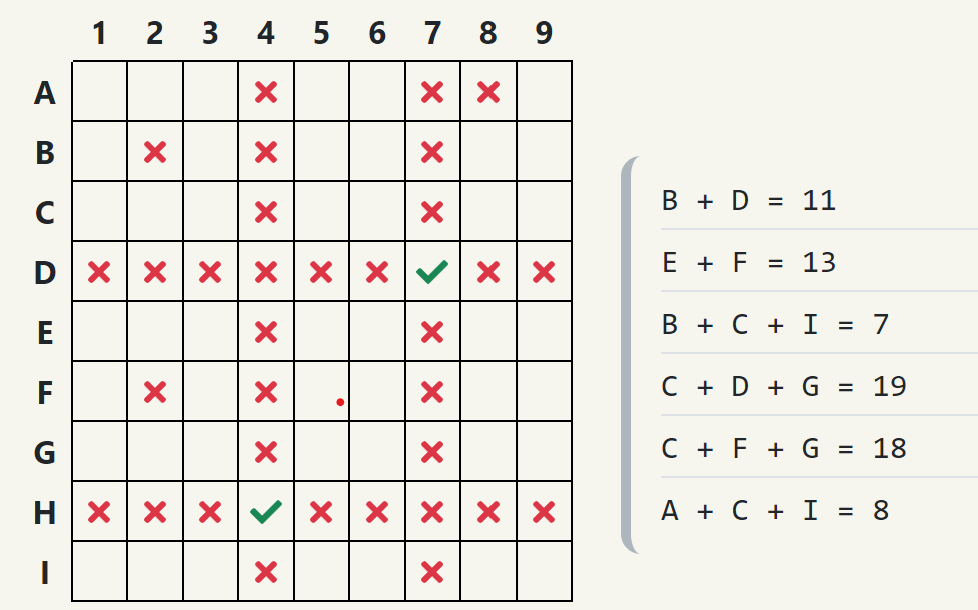 1 2 3 4 5 6 7 8 9
A
B
C
D
E
F
G
H
I
B + D = 11
E + F = 13
B + C + I = 7
C + D + G = 19
C + F + G = 18
A + C + I = 8